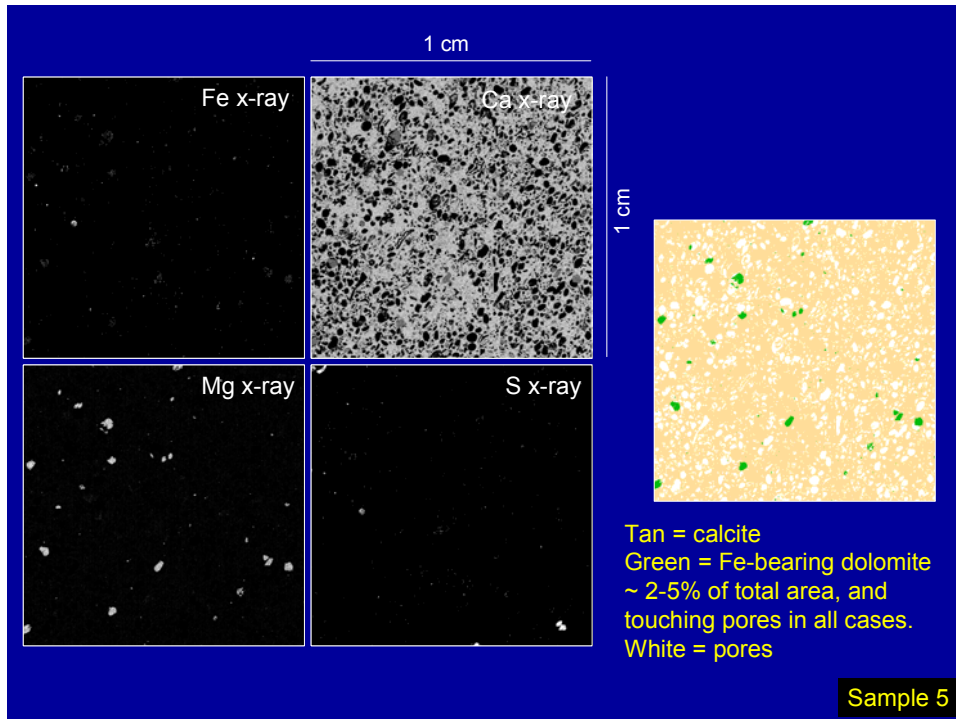 1 cm
Fe x-ray
Ca x-ray
1 cm
Mg x-ray
S x-ray
Tan = calcite
Green = Fe-bearing dolomite
~ 2-5% of total area, and
touching pores in all cases.
White = pores
Sample 5